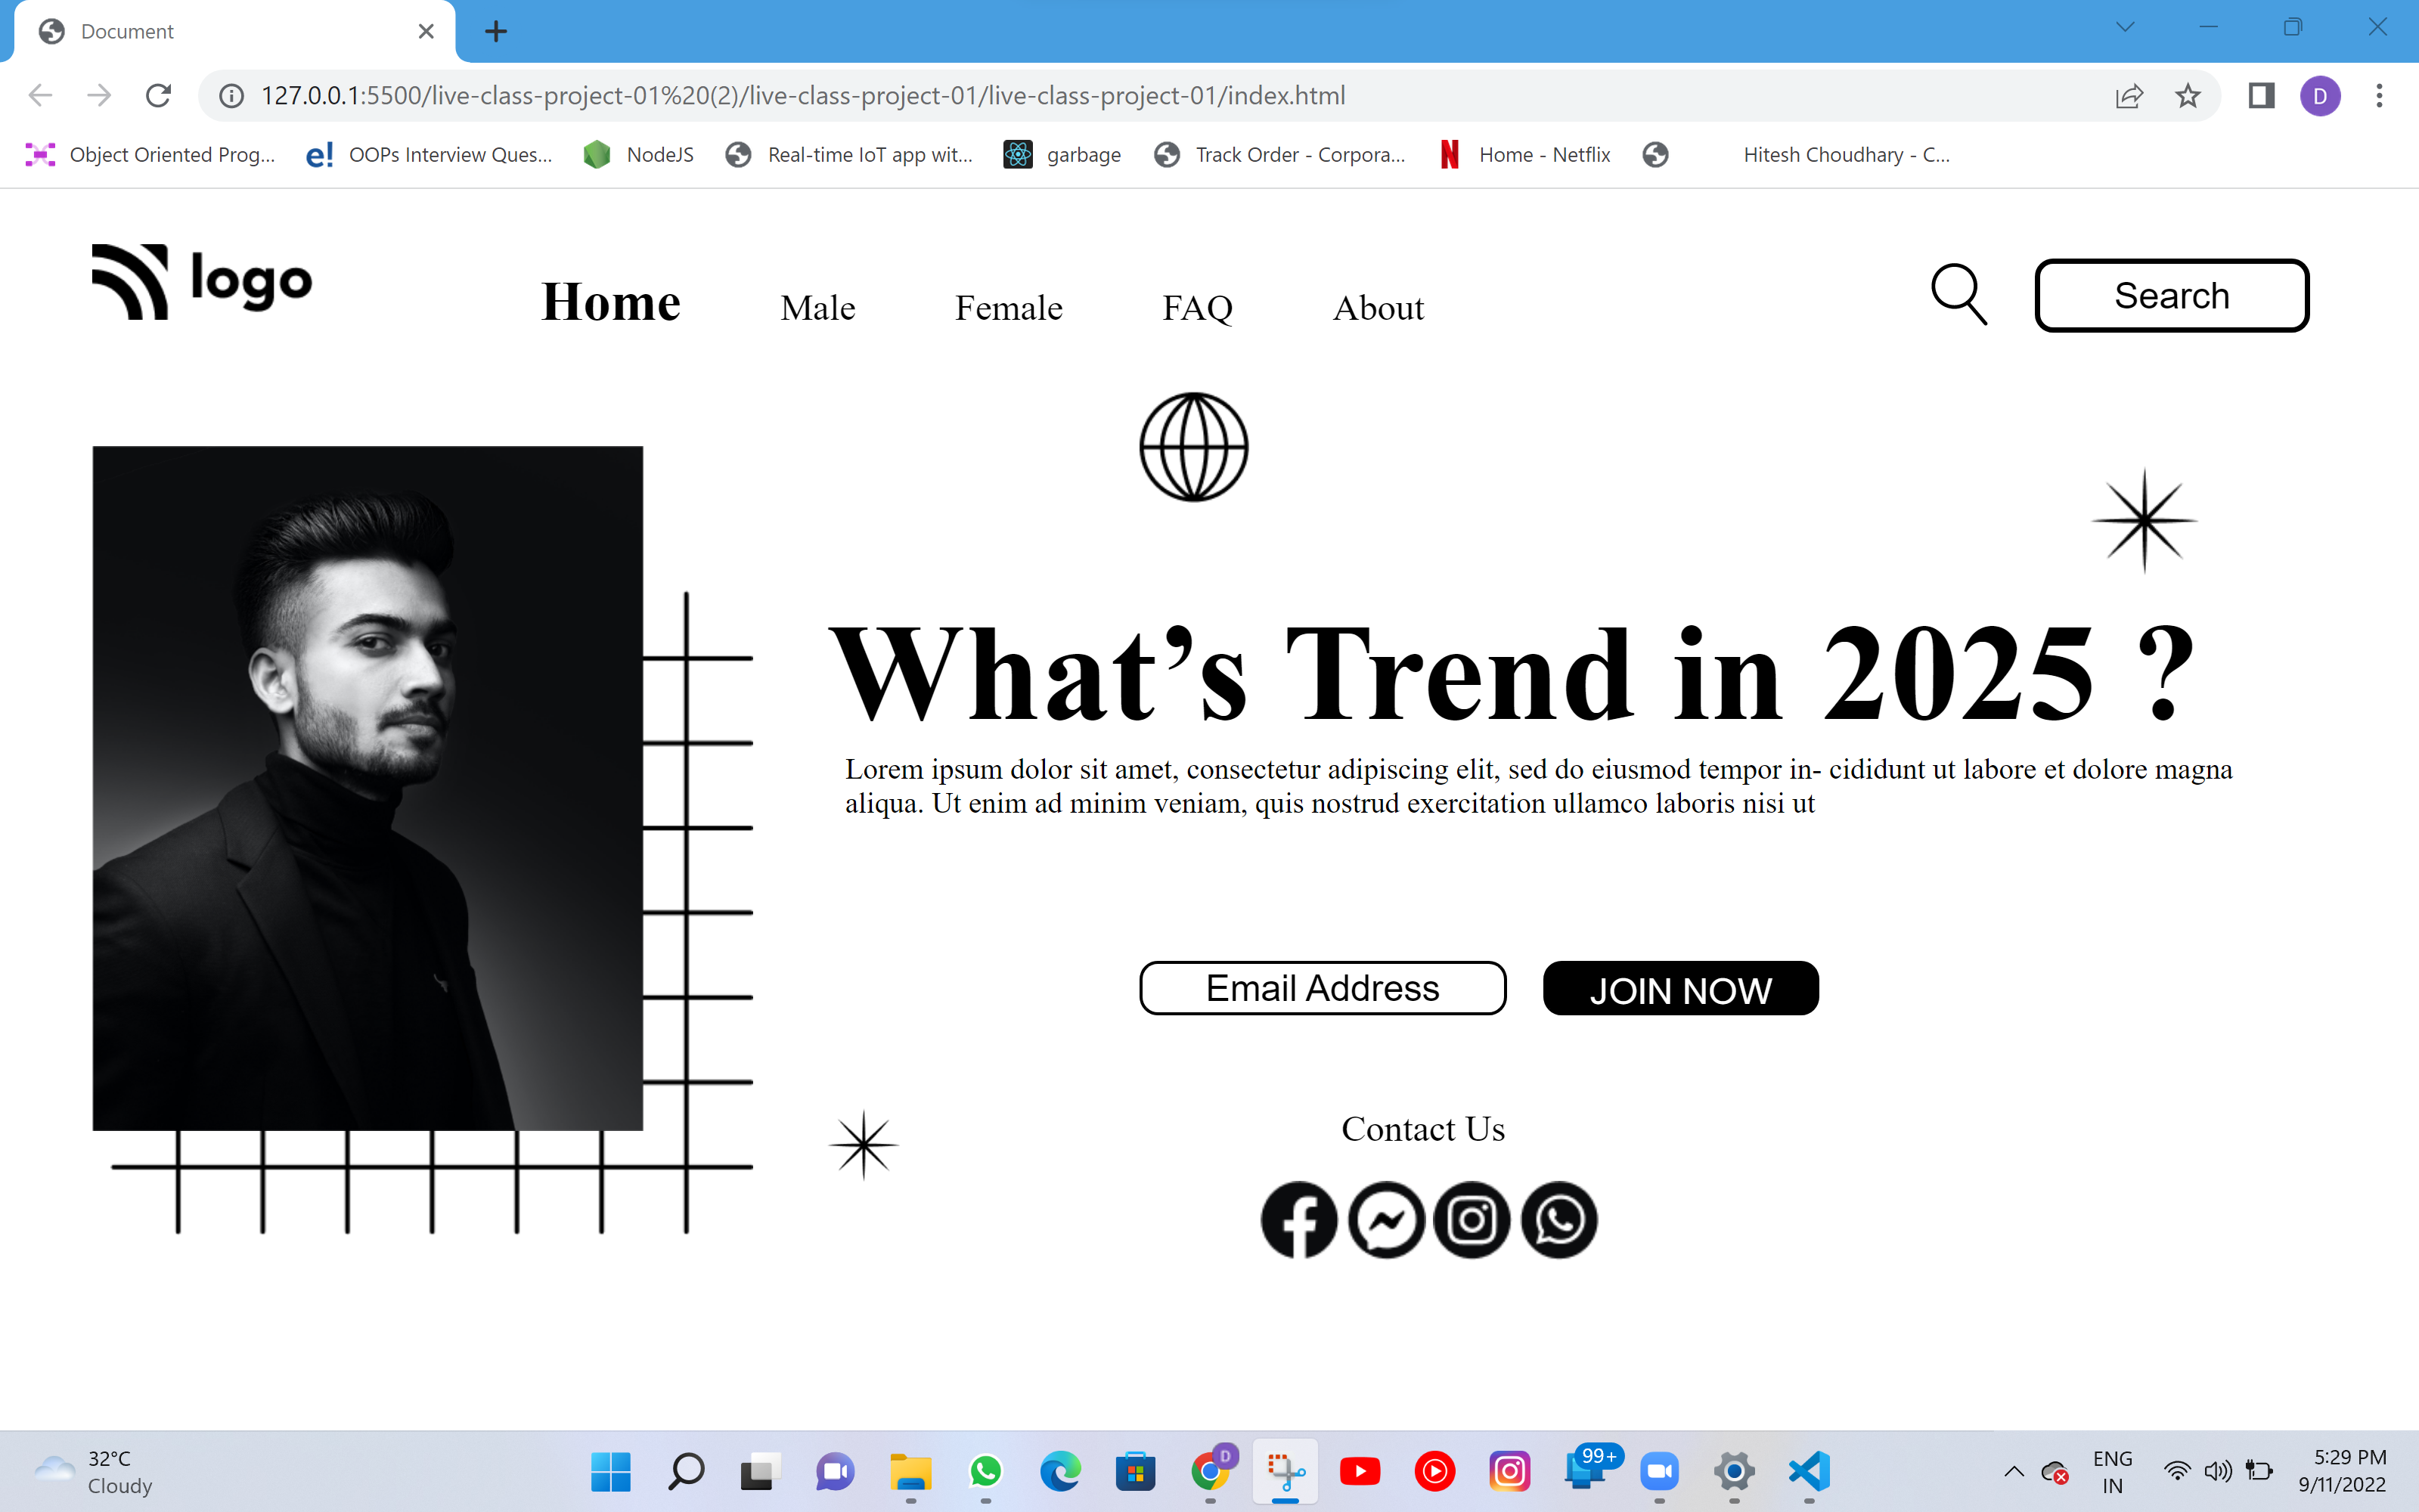 Document
127.0.0.1:5500/live-class-project-01%20(2)/live-class-project-01/live-class-project-01/index.html
D
Object Oriented Prog...
e!
OOPs Interview Ques...
NodeJS
Real-time IoT app wit...
garbage
Track Order - Corpora...
N
Home - Netflix
Hitesh Choudhary - C...
logo
Home
Male
Female
FAQ
About
Search
What’s Trend in 2025 ?
Lorem ipsum dolor sit amet, consectetur adipiscing elit, sed do eiusmod tempor in- cididunt ut labore et dolore magna
aliqua. Ut enim ad minim veniam, quis nostrud exercitation ullamco laboris nisi ut
Email Address
JOIN NOW
Contact Us
32°C
Cloudy
D
99+
ENG
IN
5:29 PM
9/11/2022